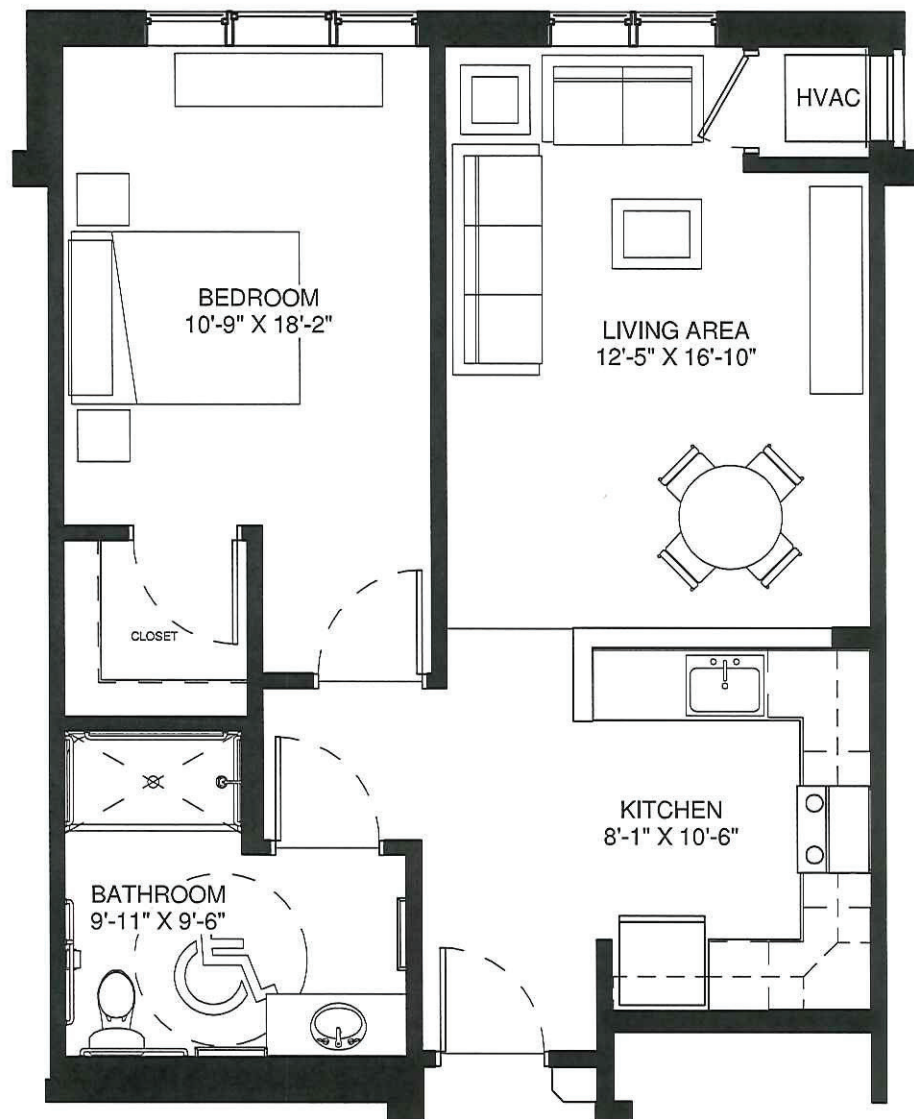 HVAC
BEDROOM
10'-9" X 18'-2"
LIVING AREA
12'-5" X 16'-10"
CLOSET
KITCHEN
8'-1" X 10'-6"
BATHROOM
9'-11" X 9'-6"